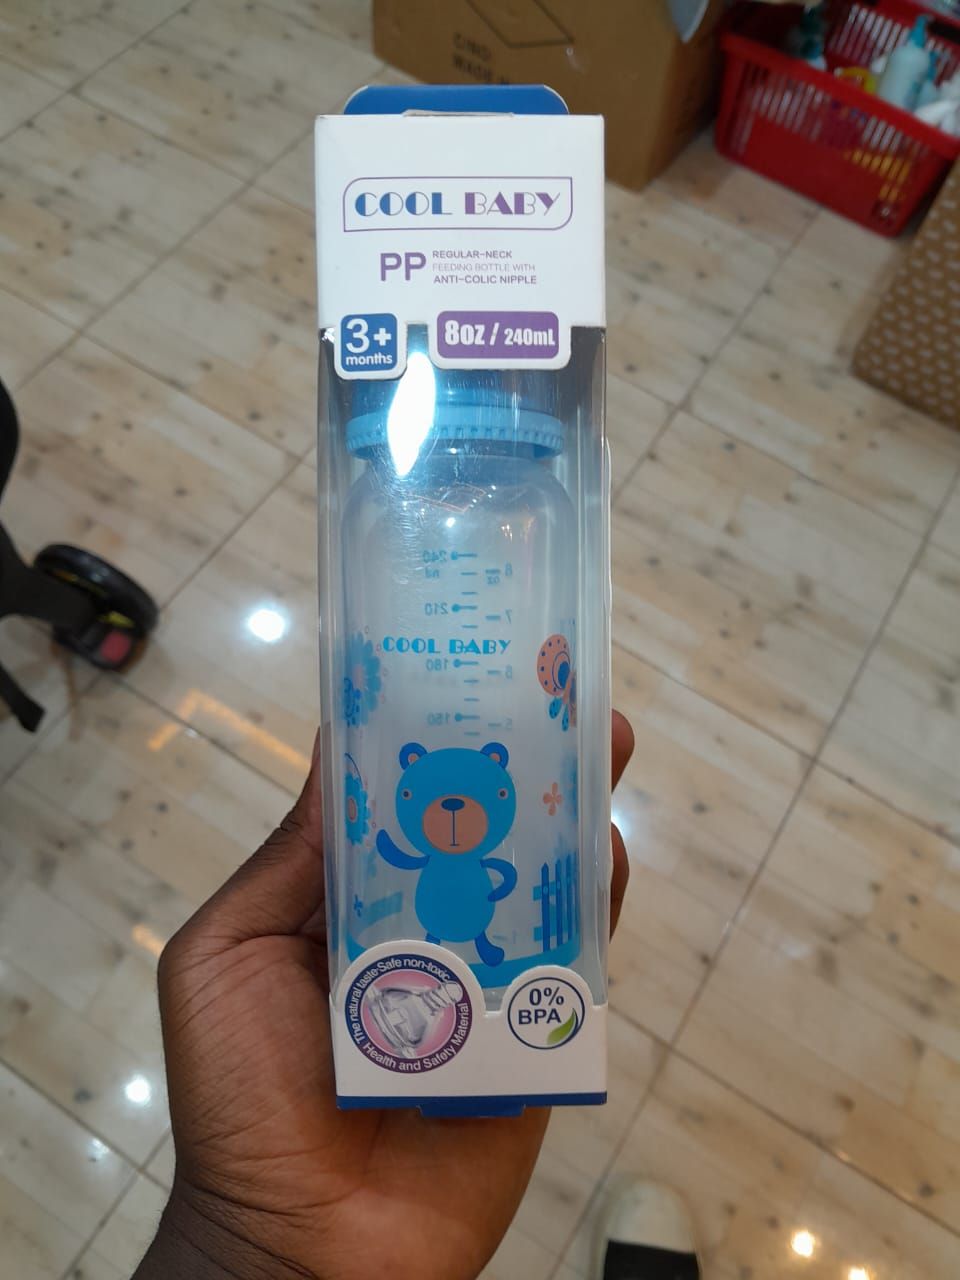 COOL BABY
PP
REGULAR-NECK
FEEDING BOTTLE WITH
ANTI-COLIC NIPPLE
3+
months
8OZ / 240mL
240
8
oz
210
7
COOL BABY
180
6
150
5
The natural taste·Safe non-toxic
Health and Safety Material
0%
BPA